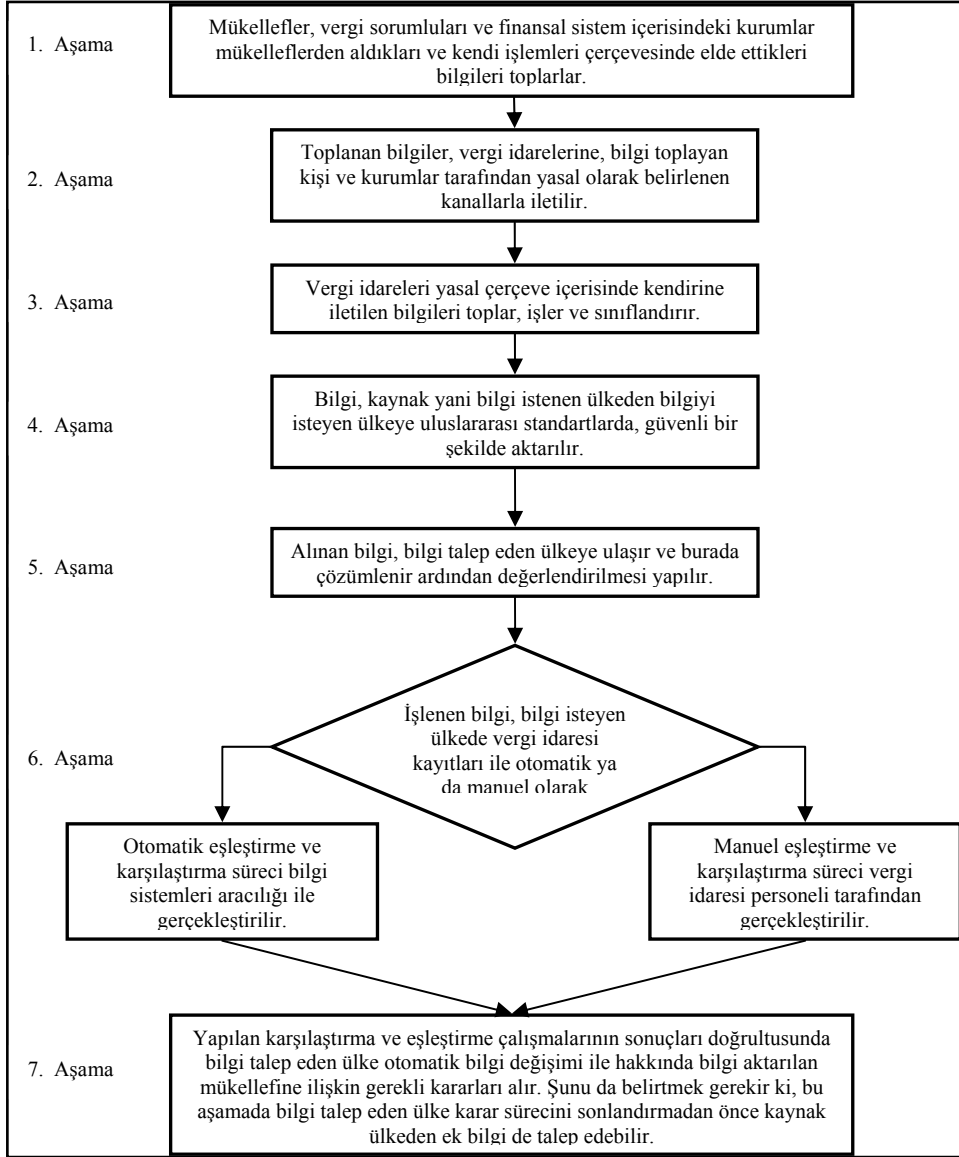 1. Aşama
Mükellefler, vergi sorumluları ve finansal sistem içerisindeki kurumlar
mükelleflerden aldıkları ve kendi işlemleri çerçevesinde elde ettikleri
bilgileri toplarlar.
2. Aşama
Toplanan bilgiler, vergi idarelerine, bilgi toplayan
kişi ve kurumlar tarafından yasal olarak belirlenen
kanallarla iletilir.
3. Aşama
Vergi idareleri yasal çerçeve içerisinde kendirine
iletilen bilgileri toplar, işler ve sınıflandırır.
4. Aşama
Bilgi, kaynak yani bilgi istenen ülkeden bilgiyi
isteyen ülkeye uluslararası standartlarda, güvenli bir
şekilde aktarılır.
5. Aşama
Alınan bilgi, bilgi talep eden ülkeye ulaşır ve burada
çözümlenir ardından değerlendirilmesi yapılır.
6. Aşama
İşlenen bilgi, bilgi isteyen
ülkede vergi idaresi
kayıtları ile otomatik ya
da manuel olarak
Otomatik eşleştirme ve
karşılaştırma süreci bilgi
sistemleri aracılığı ile
gerçekleştirilir.
Manuel eşleştirme ve
karşılaştırma süreci vergi
idaresi personeli tarafından
gerçekleştirilir.
7. Aşama
Yapılan karşılaştırma ve eşleştirme çalışmalarının sonuçları doğrultusunda
bilgi talep eden ülke otomatik bilgi değişimi ile hakkında bilgi aktarılan
mükellefine ilişkin gerekli kararları alır. Şunu da belirtmek gerekir ki, bu
aşamada bilgi talep eden ülke karar sürecini sonlandırmadan önce kaynak
ülkeden ek bilgi de talep edebilir.